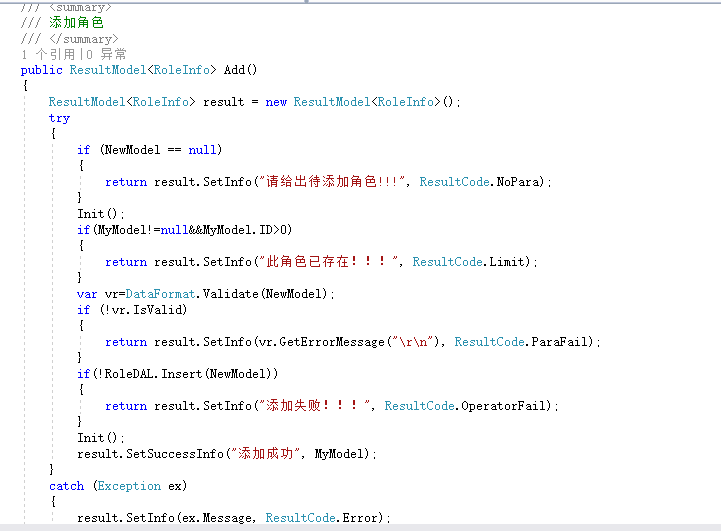 /// <summary>
/// 添加角色
/// </summary>
1 个引用|0 异常
public ResultModel<RoleInfo> Add()
{
ResultModel<RoleInfo> result = new ResultModel<RoleInfo>();
try
{
if (NewModel == null)
{
return result.SetInfo("请给出待添加角色!!!", ResultCode.NoPara);
}
Init();
if(MyModel!=null&&MyModel.ID>0)
{
return result.SetInfo("此角色已存在！！！", ResultCode.Limit);
}
var vr=DataFormat.Validate(NewModel);
if (!vr.IsValid)
{
return result.SetInfo(vr.GetErrorMessage("\r\n"), ResultCode.ParaFail);
}
if(!RoleDAL.Insert(NewModel))
{
return result.SetInfo("添加失败！！！", ResultCode.OperatorFail);
}
Init();
result.SetSuccessInfo("添加成功", MyModel);
}
catch (Exception ex)
{
result.SetInfo(ex.Message, ResultCode.Error);